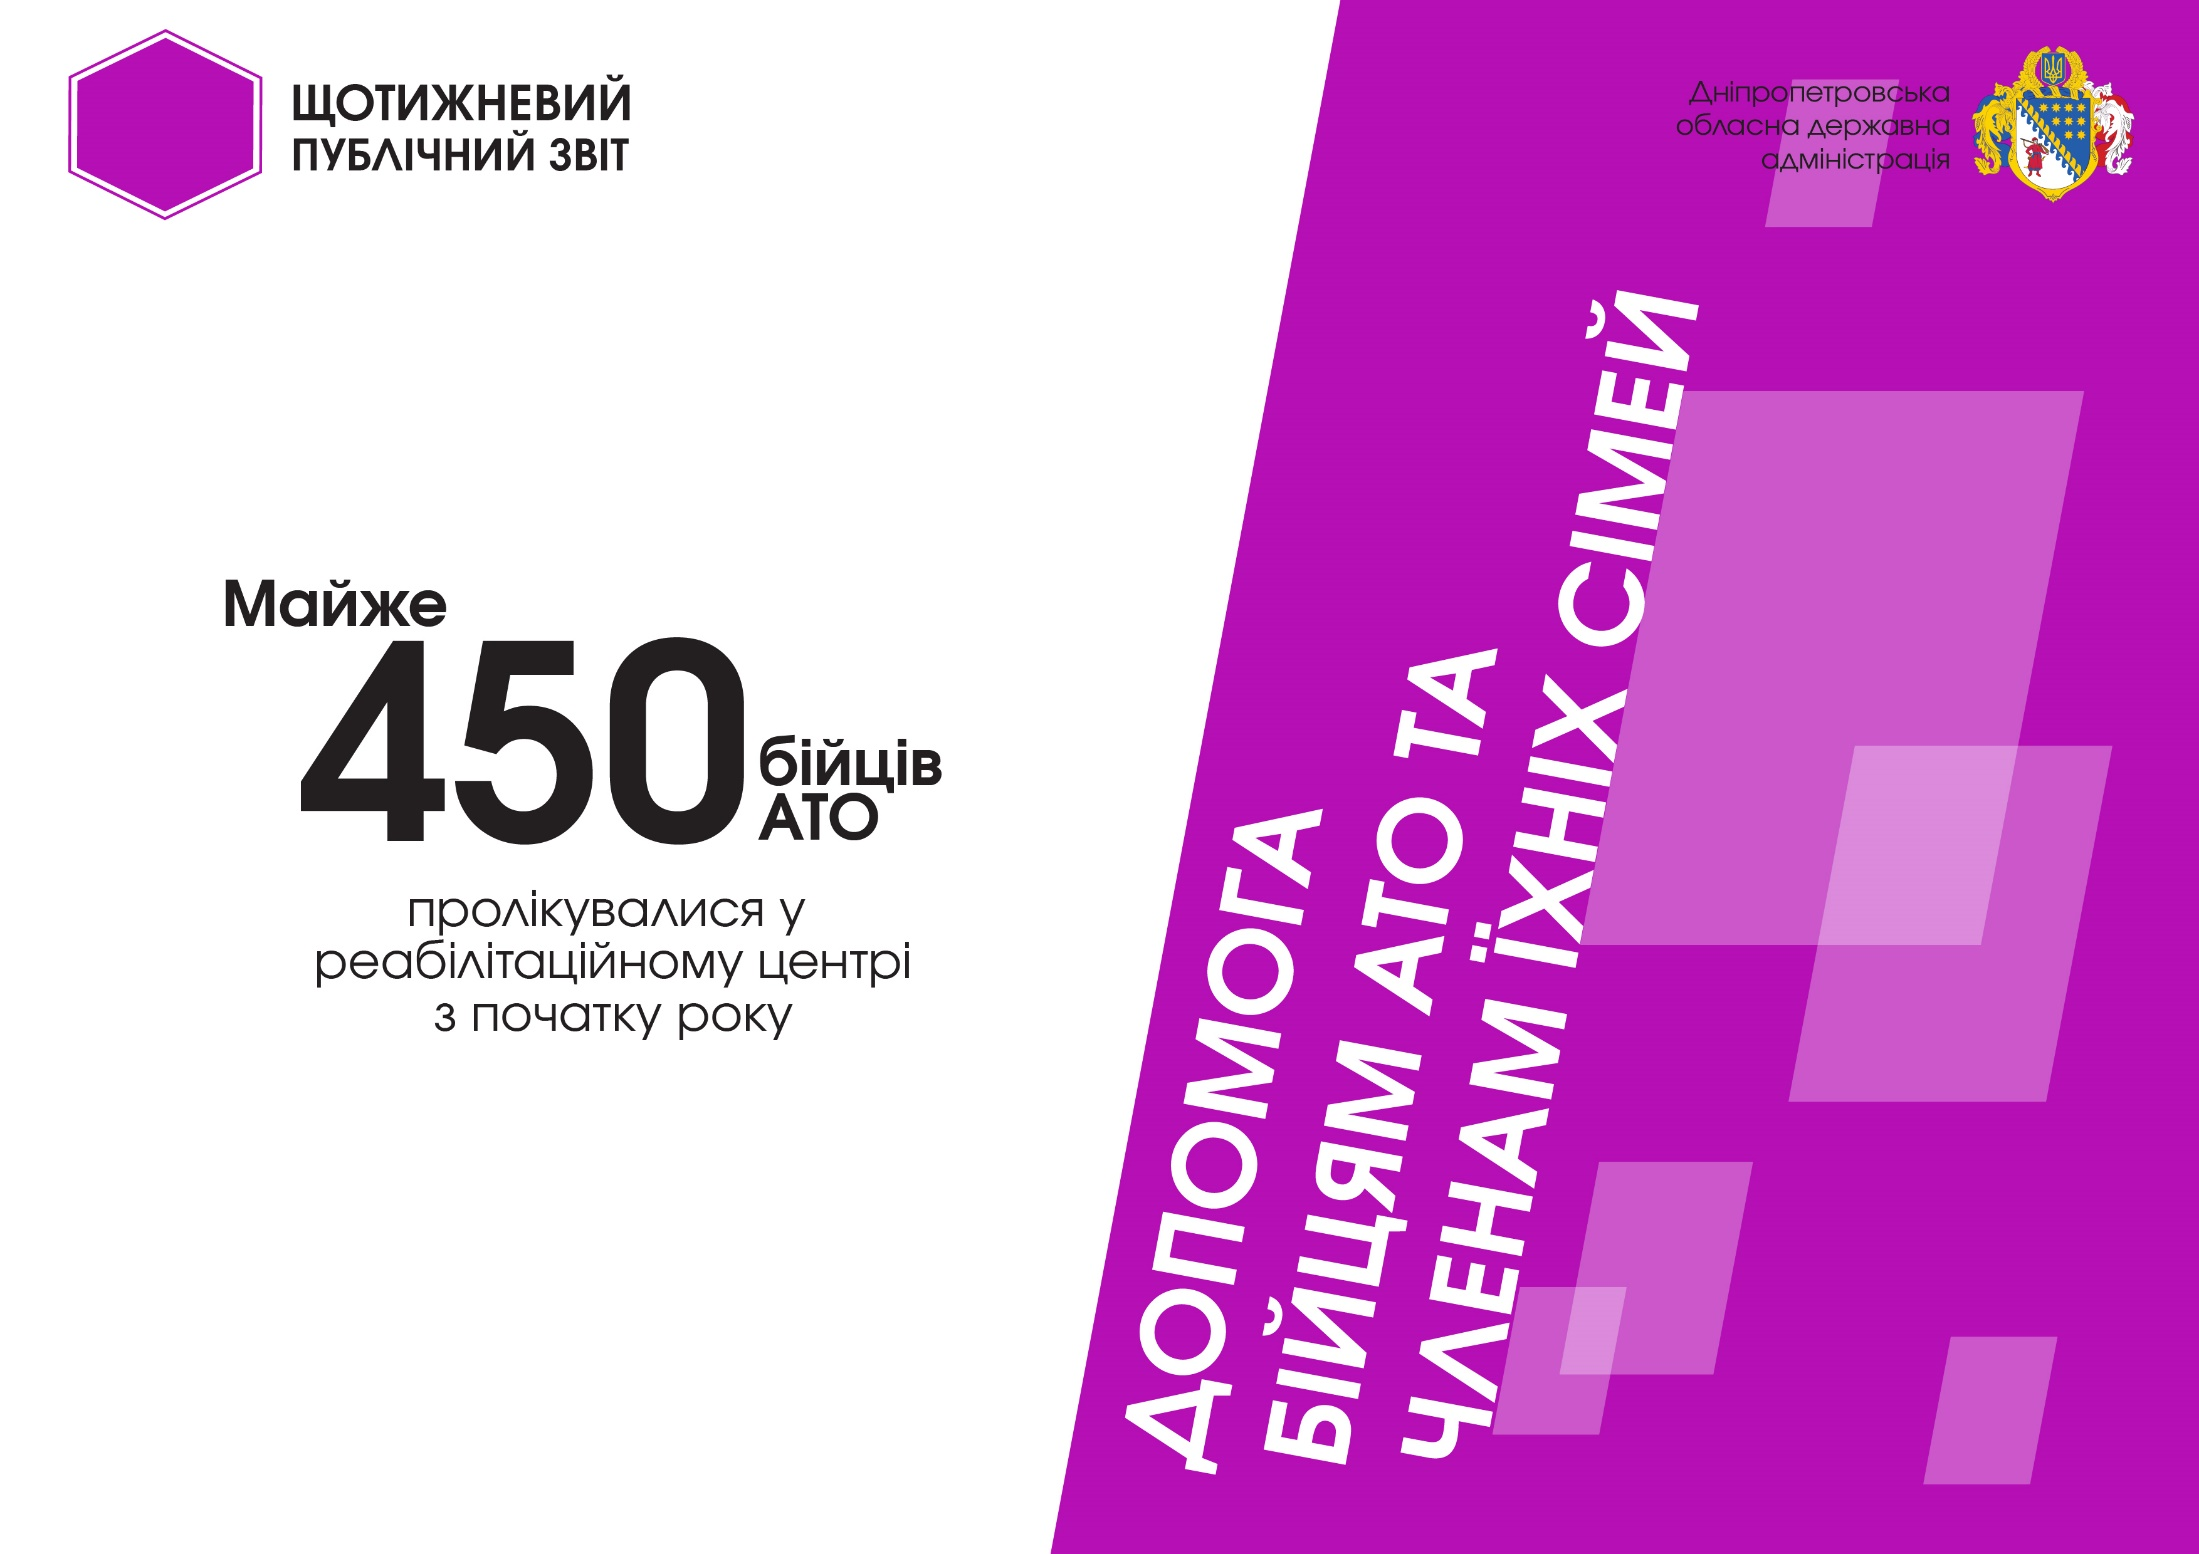 ЩОТИЖНЕВИЙ
ПУБЛІЧНИЙ ЗВІТ
Дніпропетровська
обласна державна
адміністрація
Майже
450
бійців
АТО
пролікувалися у
реабілітаційному центрі
з початку року
ДОПОМОГА
БІЙЦЯМ АТО ТА
ЧЛЕНАМ ЇХНІХ СІМЕЙ